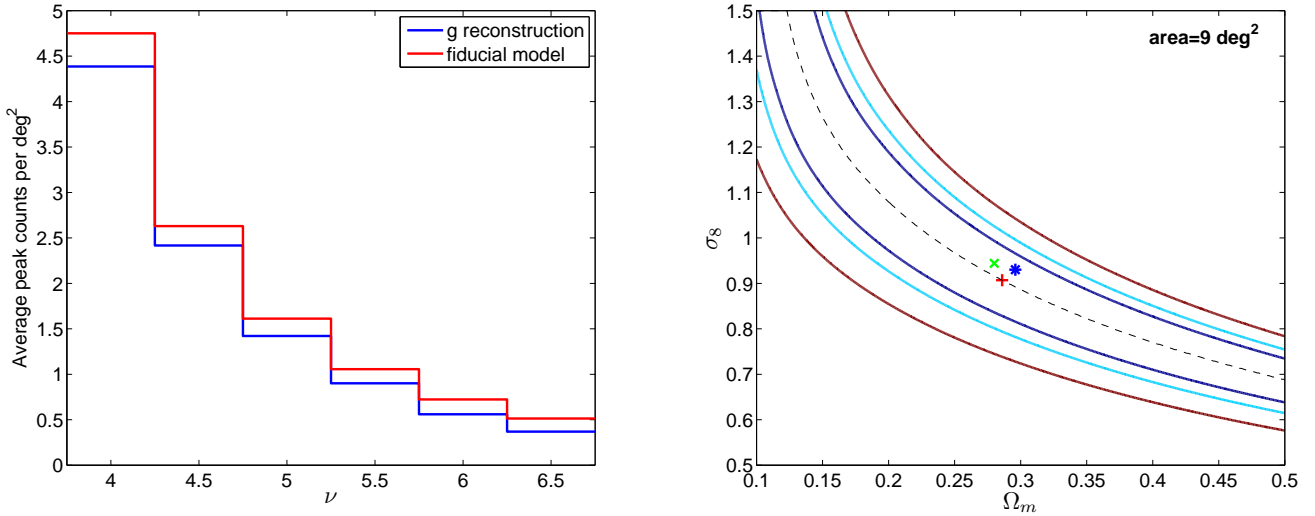 g reconstruction
fiducial model
Average peak counts per deg²
5
4.5
4
3.5
3
2.5
2
1.5
1
0.5
0
4 4.5 5 5.5 6 6.5
ν
area=9 deg²
σ₈
1.5
1.4
1.3
1.2
1.1
1
0.9
0.8
0.7
0.6
0.5
0.1 0.15 0.2 0.25 0.3 0.35 0.4 0.45 0.5
Ωₘ